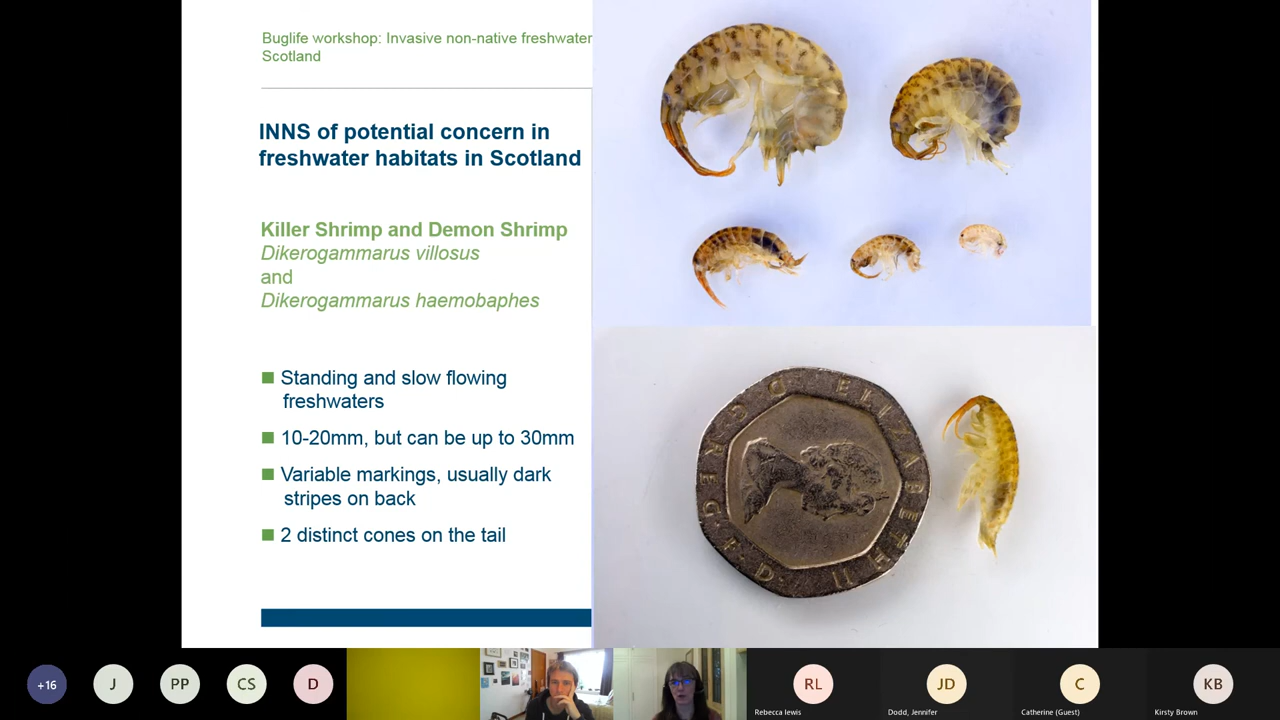 Buglife workshop: Invasive non-native freshwater
Scotland
INNS of potential concern in
freshwater habitats in Scotland
Killer Shrimp and Demon Shrimp
Dikerogammarus villosus
and
Dikerogammarus haemobaphes
Standing and slow flowing
freshwaters
10-20mm, but can be up to 30mm
Variable markings, usually dark
stripes on back
2 distinct cones on the tail
ELIZABETH II D · G · REG · F · D ·
+16
J
PP
CS
D
RL
JD
C
KB
Rebecca lewis
Dodd, Jennifer
Catherine (Guest)
Kirsty Brown